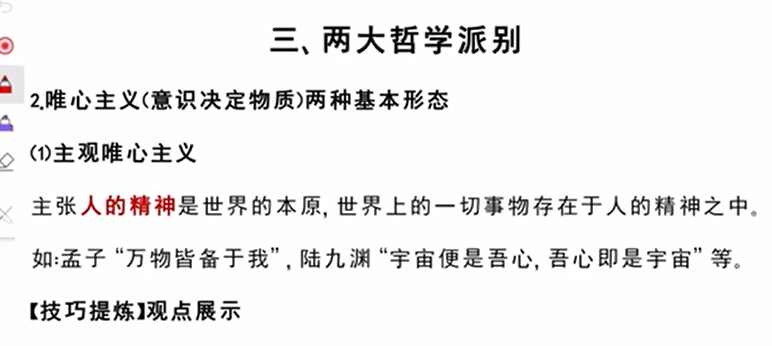 三、两大哲学派别
2.唯心主义(意识决定物质)两种基本形态
(1)主观唯心主义
主张人的精神是世界的本原,世界上的一切事物存在于人的精神之中。
如:孟子“万物皆备于我”,陆九渊“宇宙便是吾心,吾心即是宇宙”等。
【技巧提炼】观点展示